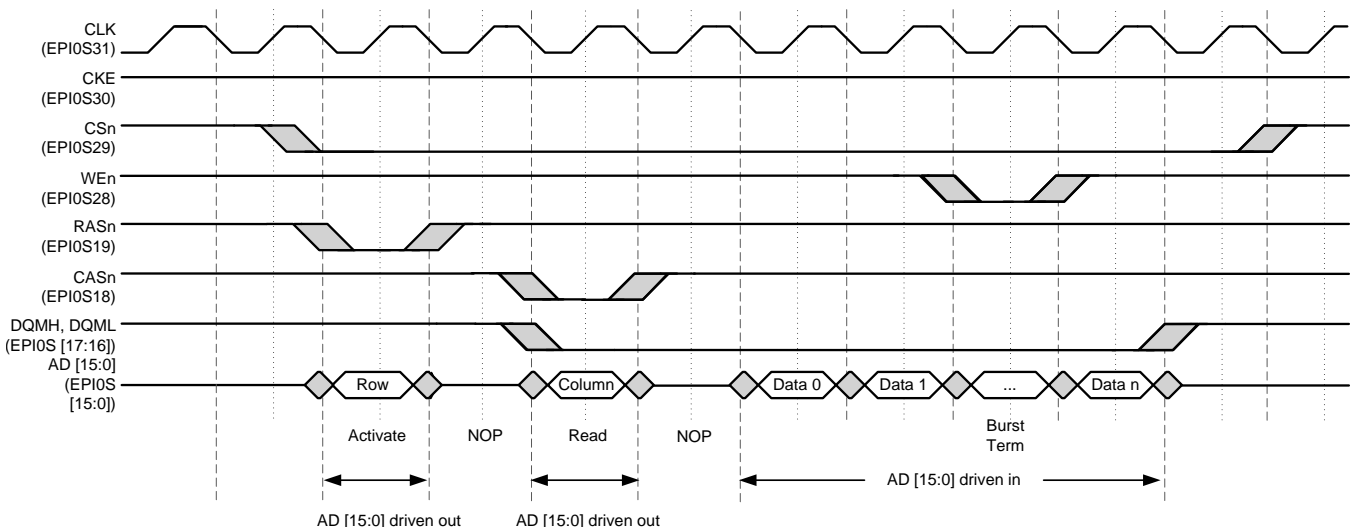 CLK
(EPI0S31)
CKE
(EPI0S30)
CSn
(EPI0S29)
WEn
(EPI0S28)
RASn
(EPI0S19)
CASn
(EPI0S18)
DQMH, DQML
(EPI0S [17:16])
AD [15:0]
(EPI0S
[15:0])
Row Column Data 0 Data 1 ... Data n
Activate NOP Read NOP Burst
Term
AD [15:0] driven in
AD [15:0] driven out AD [15:0] driven out